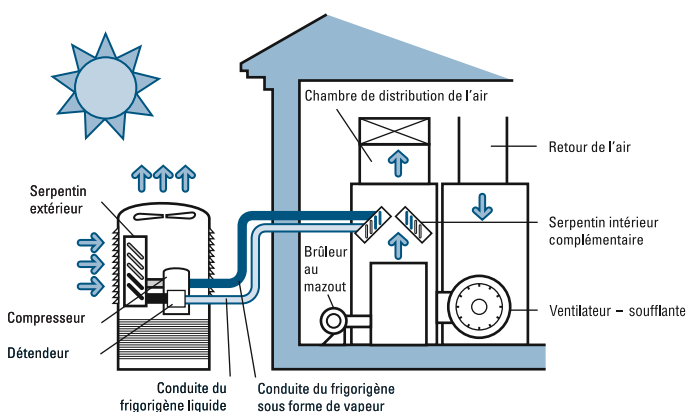 Chambre de distribution de l'air
Retour de l'air
Serpentin
extérieur
Serpentin intérieur
complémentaire
Brûleur
au
mazout
Compresseur
Ventilateur – soufflante
Détendeur
Conduite du
frigorigène liquide
Conduite du frigorigène
sous forme de vapeur